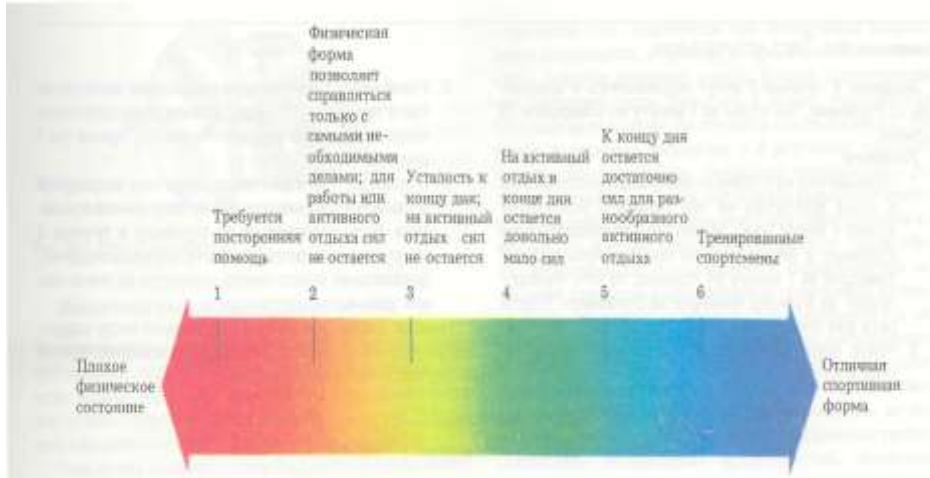 Физическая
форма
позволяет
справляться
только с
самыми не-
обходимыми
делами; для
работы или
активного
отдыха сил
не остается
Требуется
посторонняя
помощь
Усталость к
концу дня;
на активный
отдых сил
не остается
На активный
отдых в
конце дня
остается
довольно
мало сил
К концу дня
остается
достаточно
сил для раз-
нообразного
активного
отдыха
Тренированные
спортсмены
1
2
3
4
5
6
Плохое
физическое
состояние
Отличная
спортивная
форма